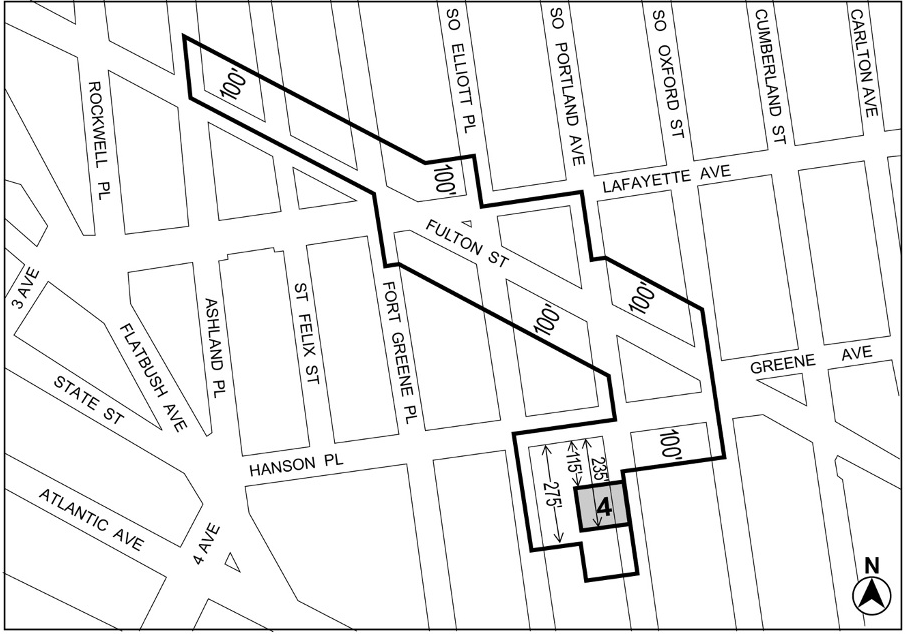 SO ELLIOTT PL
SO PORTLAND AVE
SO OXFORD ST
CUMBERLAND ST
CARLTON AVE
ROCKWELL PL
100'
100'
LAFAYETTE AVE
FULTON ST
3 AVE
FLATBUSH AVE
ASHLAND PL
ST FELIX ST
FORT GREENE PL
100'
100'
GREENE AVE
STATE ST
HANSON PL
100'
115'
235'
275'
4
ATLANTIC AVE
4 AVE
N